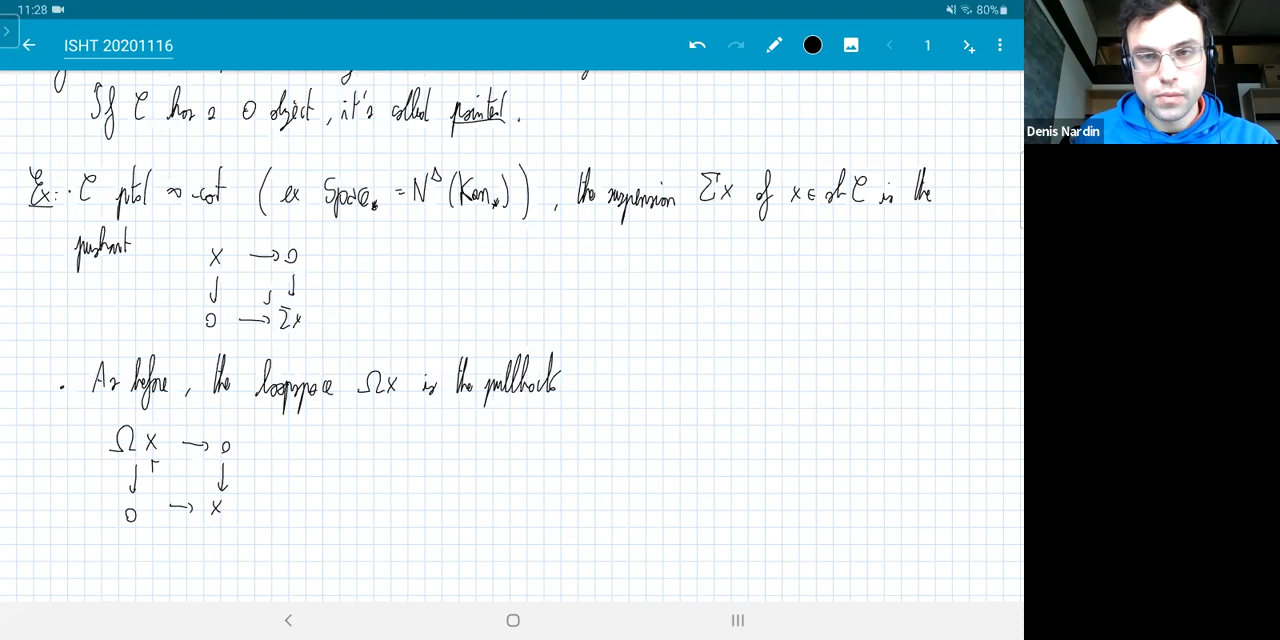 11:28
80%
ISHT 20201116
1
If C has a 0 object, it's called pointed.
Ex: · C ptd ∞-cat ( ex Space_* = N^Δ (Kan_*) ) , the suspension Σx of x ∈ ob C is the
pushout
x → 0
↓ ↓
0 → Σx
· As before, the loopspace Ωx is the pullback
Ωx → 0
↓ ↓
0 → x
Denis Nardin